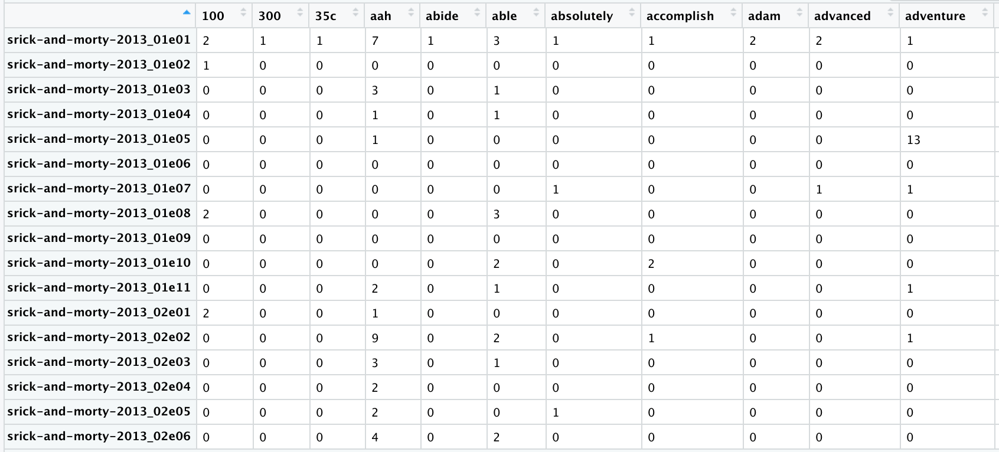 100 300 35c aah abide able absolutely accomplish adam advanced adventure
srick-and-morty-2013_01e01 2 1 1 7 1 3 1 1 2 2 1
srick-and-morty-2013_01e02 1 0 0 0 0 0 0 0 0 0 0
srick-and-morty-2013_01e03 0 0 0 3 0 1 0 0 0 0 0
srick-and-morty-2013_01e04 0 0 0 1 0 1 0 0 0 0 0
srick-and-morty-2013_01e05 0 0 0 1 0 0 0 0 0 0 13
srick-and-morty-2013_01e06 0 0 0 0 0 0 0 0 0 0 0
srick-and-morty-2013_01e07 0 0 0 0 0 0 1 0 0 1 1
srick-and-morty-2013_01e08 2 0 0 0 0 3 0 0 0 0 0
srick-and-morty-2013_01e09 0 0 0 0 0 0 0 0 0 0 0
srick-and-morty-2013_01e10 0 0 0 0 0 2 0 2 0 0 0
srick-and-morty-2013_01e11 0 0 0 2 0 1 0 0 0 0 1
srick-and-morty-2013_02e01 2 0 0 1 0 0 0 0 0 0 0
srick-and-morty-2013_02e02 0 0 0 9 0 2 0 1 0 0 1
srick-and-morty-2013_02e03 0 0 0 3 0 1 0 0 0 0 0
srick-and-morty-2013_02e04 0 0 0 2 0 0 0 0 0 0 0
srick-and-morty-2013_02e05 0 0 0 2 0 0 1 0 0 0 0
srick-and-morty-2013_02e06 0 0 0 4 0 2 0 0 0 0 0